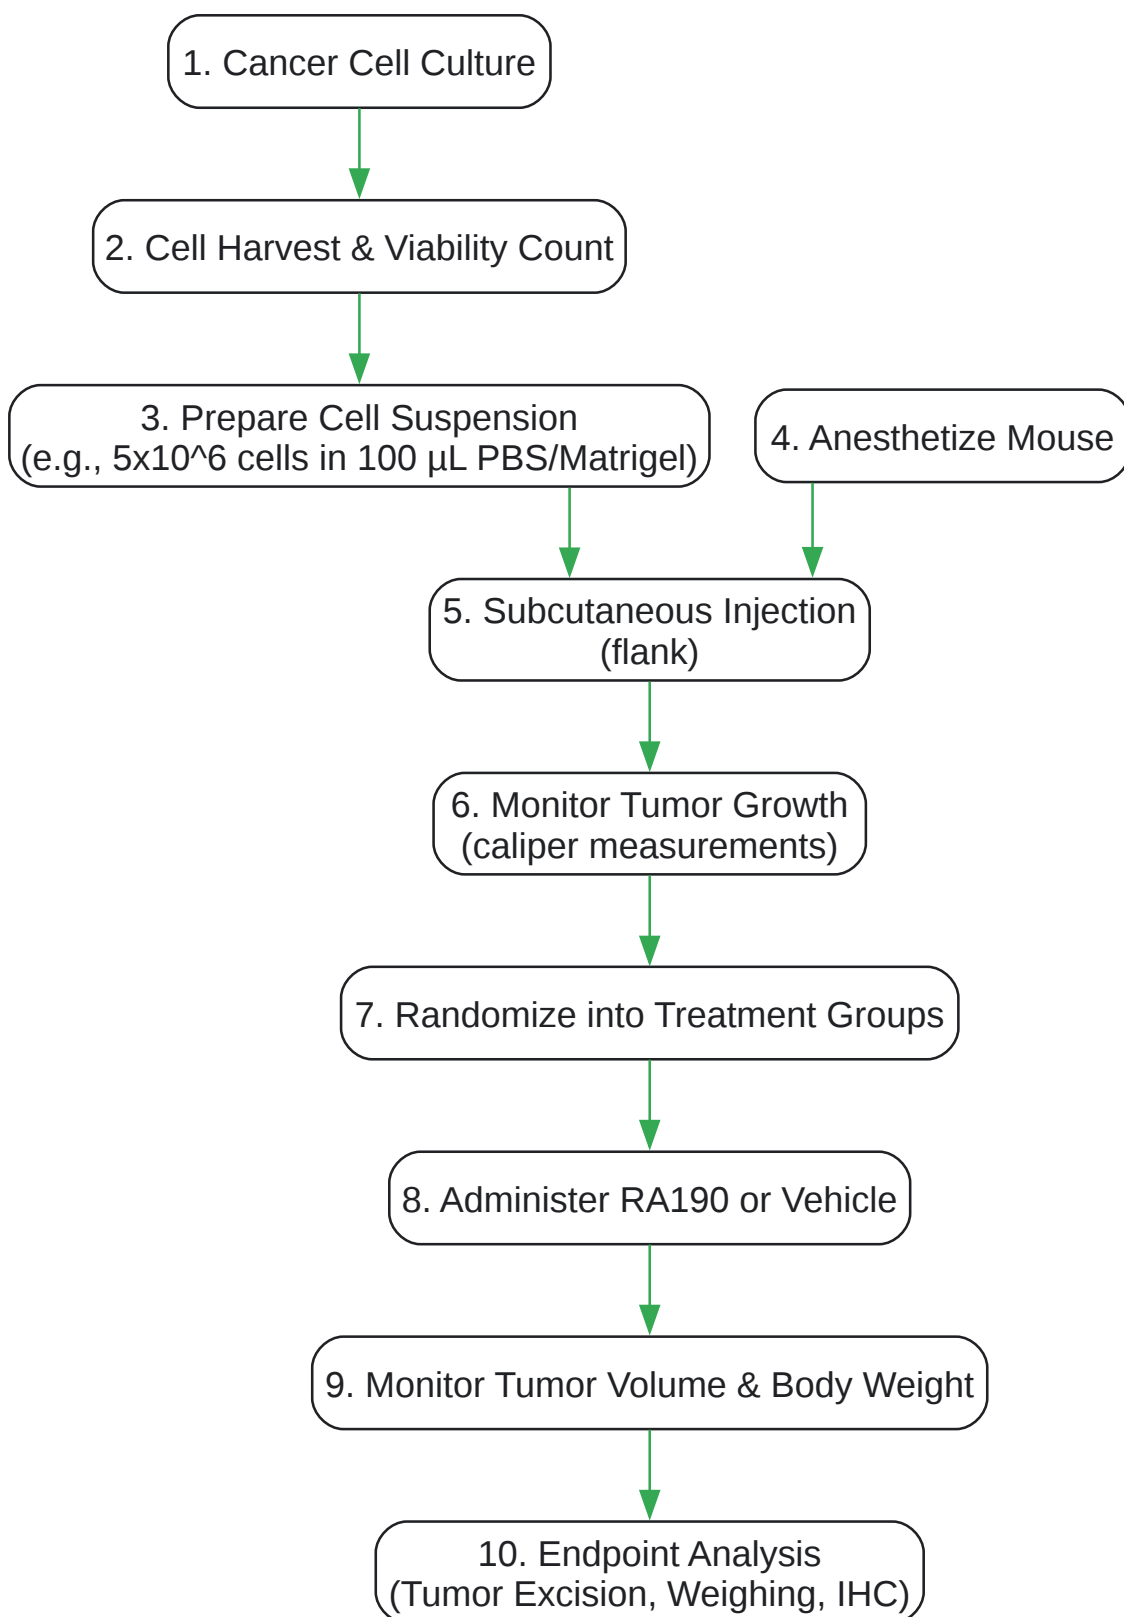 1. Cancer Cell Culture
2. Cell Harvest & Viability Count
3. Prepare Cell Suspension
(e.g., 5x10^6 cells in 100 µL PBS/Matrigel)
4. Anesthetize Mouse
5. Subcutaneous Injection
(flank)
6. Monitor Tumor Growth
(caliper measurements)
7. Randomize into Treatment Groups
8. Administer RA190 or Vehicle
9. Monitor Tumor Volume & Body Weight
10. Endpoint Analysis
(Tumor Excision, Weighing, IHC)